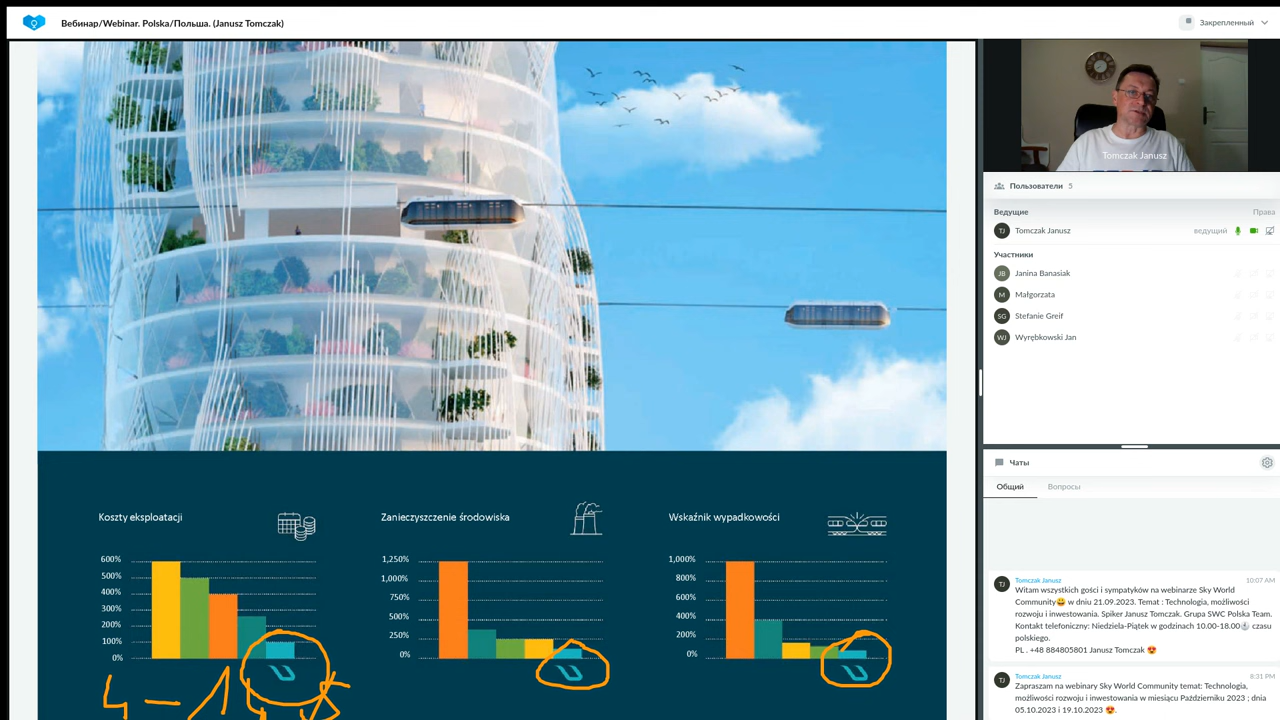 Вебинар/Webinar. Polska/Польша. (Janusz Tomczak)
Закрепленный
Tomczak Janusz
Пользователи 5
Ведущие Права
TJ Tomczak Janusz ведущий
Участники
JB Janina Banasiak
M Małgorzata
SG Stefanie Greif
WJ Wyrębkowski Jan
Чаты
Общий Вопросы
TJ Tomczak Janusz 10:07 AM
Witam wszystkich gości i sympatyków na webinarze Sky World
Community😀 w dniu 21.09.2023. Temat : Technologia, możliwości
rozwoju i inwestowania. Spiker Janusz Tomczak. Grupa SWC Polska Team.
Kontakt telefoniczny: Niedziela-Piątek w godzinach 10.00-18.00 czasu
polskiego.
PL . +48 884805801 Janusz Tomczak 😍
TJ Tomczak Janusz 8:31 PM
Zapraszam na webinary Sky World Community temat: Technologia,
możliwości rozwoju i inwestowania w miesiącu Październiku 2023 ; dnia
05.10.2023 i 19.10.2023 😍.
Koszty eksploatacji
600%
500%
400%
300%
200%
100%
0%
Zanieczyszczenie środowiska
1,250%
1,000%
750%
500%
250%
0%
Wskaźnik wypadkowości
1,000%
800%
600%
400%
200%
0%